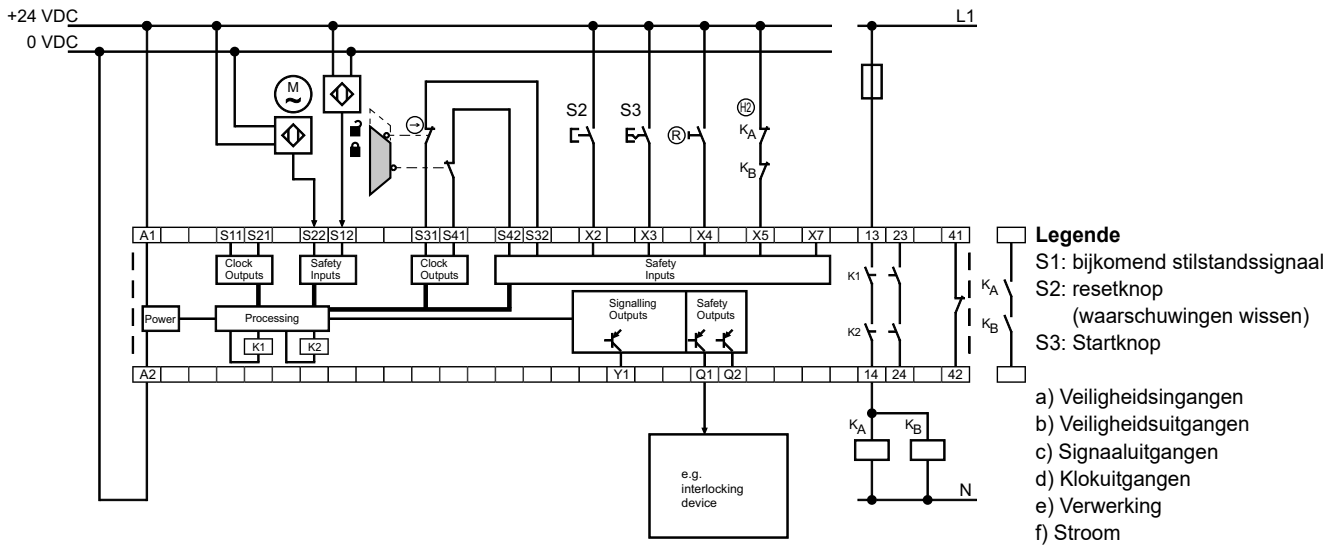 +24 VDC
L1
0 VDC
M
~
S2
S3
R
H2
KA
KB
A1 S11 S21 S22 S12 S31 S41 S42 S32 X2 X3 X4 X5 X7 13 23 41
Clock Outputs
Safety Inputs
Clock Outputs
Safety Inputs
K1
Signalling Outputs
Safety Outputs
Power
Processing
K2
K1
K2
KA
KB
A2 Y1 Q1 Q2 14 24 42
KA
KB
e.g.
interlocking
device
N
Legende
S1: bijkomend stilstandssignaal
S2: resetknop
(waarschuwingen wissen)
S3: Startknop
a) Veiligheidsingangen
b) Veiligheidsuitgangen
c) Signaaluitgangen
d) Klokuitgangen
e) Verwerking
f) Stroom